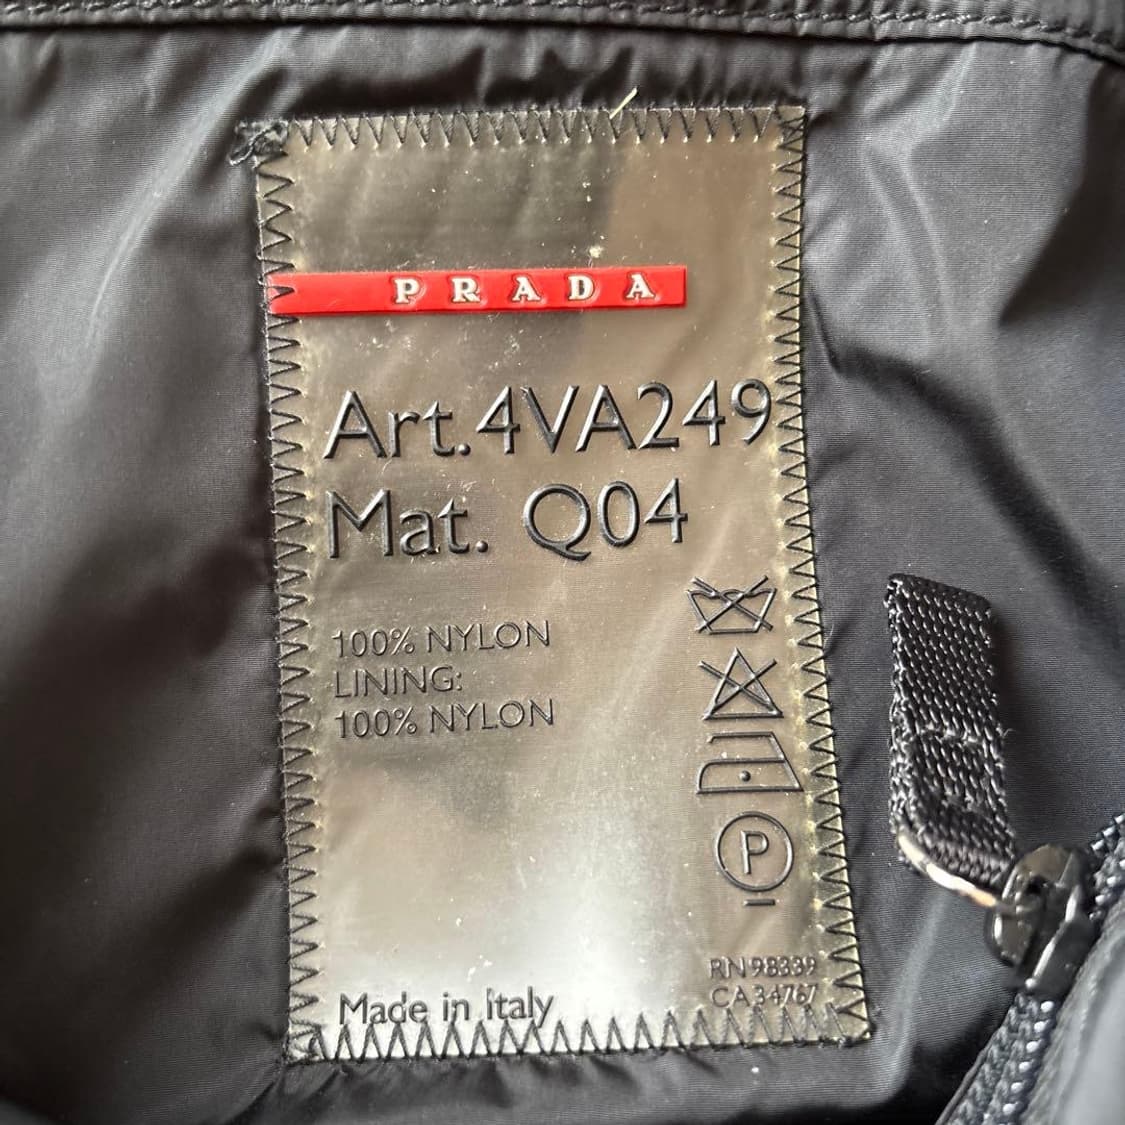 PRADA
Art.4VA249
Mat. Q04
100% NYLON
LINING:
100% NYLON
P
RN 98339
CA 34767
Made in Italy